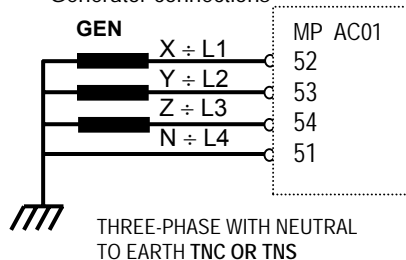 Generator connections
GEN
MP AC01
X ÷ L1
52
Y ÷ L2
53
Z ÷ L3
54
N ÷ L4
51
THREE-PHASE WITH NEUTRAL
TO EARTH TNC OR TNS